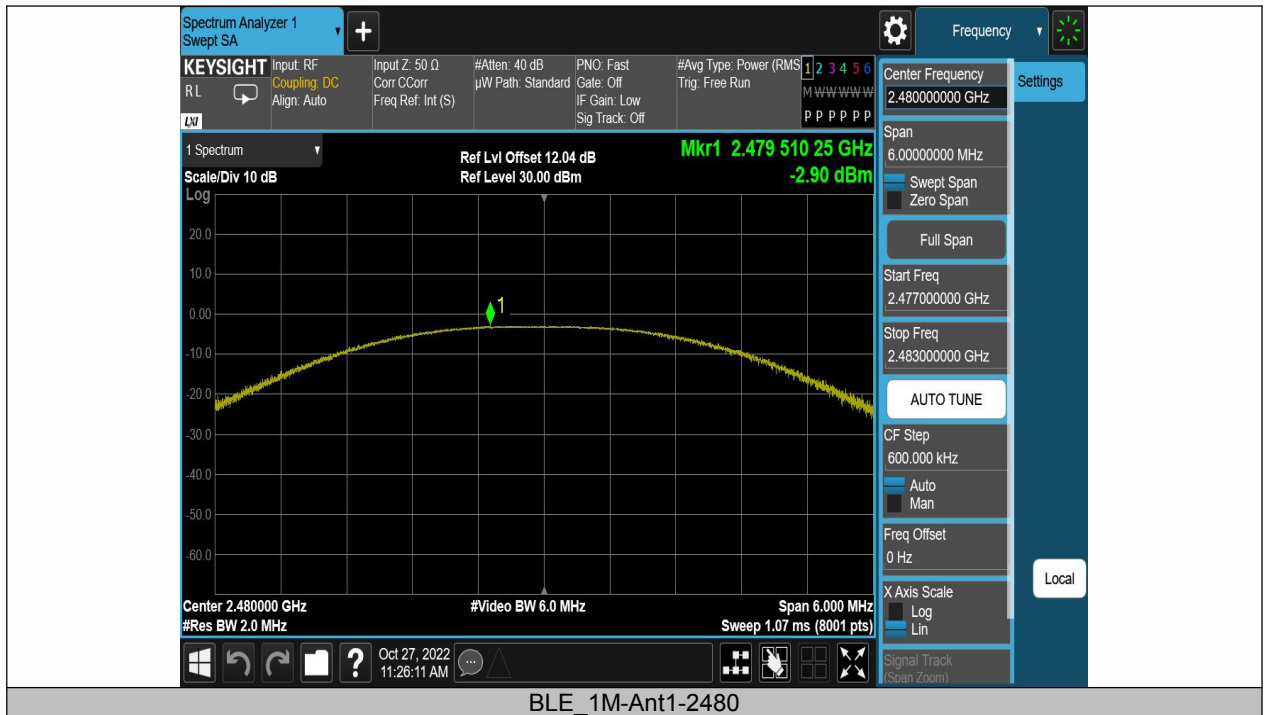 Spectrum Analyzer 1
Swept SA
+
Frequency
KEYSIGHT
R L
LXI
Input: RF
Coupling: DC
Align: Auto
Input Z: 50 Ω
Corr CCorr
Freq Ref: Int (S)
#Atten: 40 dB
µW Path: Standard
PNO: Fast
Gate: Off
IF Gain: Low
Sig Track: Off
#Avg Type: Power (RMS
Trig: Free Run
1 2 3 4 5 6
M W W W W W
P P P P P P
1 Spectrum
Scale/Div 10 dB
Log
Ref Lvl Offset 12.04 dB
Ref Level 30.00 dBm
Mkr1 2.479 510 25 GHz
-2.90 dBm
20.0
10.0
0.00
-10.0
-20.0
-30.0
-40.0
-50.0
-60.0
1
Center 2.480000 GHz
#Res BW 2.0 MHz
#Video BW 6.0 MHz
Span 6.000 MHz
Sweep 1.07 ms (8001 pts)
?
Oct 27, 2022
11:26:11 AM
Center Frequency
2.480000000 GHz
Settings
Span
6.00000000 MHz
Swept Span
Zero Span
Full Span
Start Freq
2.477000000 GHz
Stop Freq
2.483000000 GHz
AUTO TUNE
CF Step
600.000 kHz
Auto
Man
Freq Offset
0 Hz
X Axis Scale
Log
Lin
Signal Track
(Span Zoom)
Local
BLE_1M-Ant1-2480